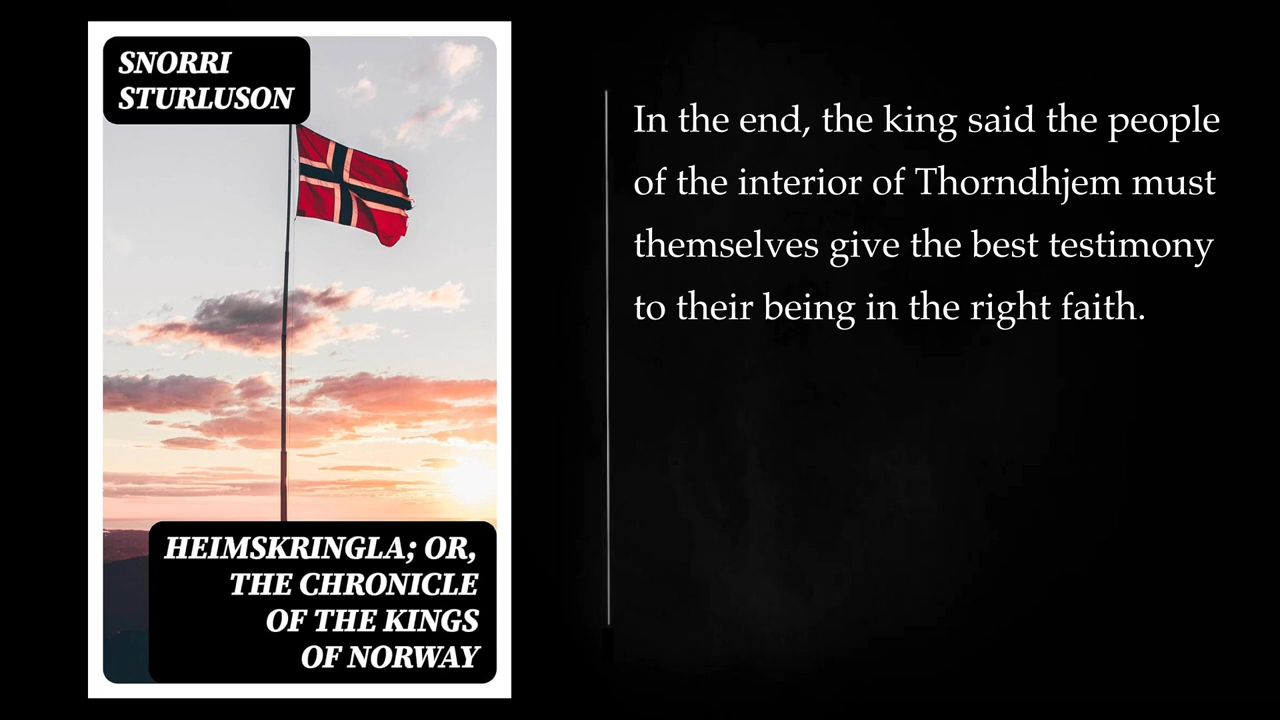 SNORRI
STURLUSON
HEIMSKRINGLA; OR,
THE CHRONICLE
OF THE KINGS
OF NORWAY
In the end, the king said the people
of the interior of Thorndhjem must
themselves give the best testimony
to their being in the right faith.